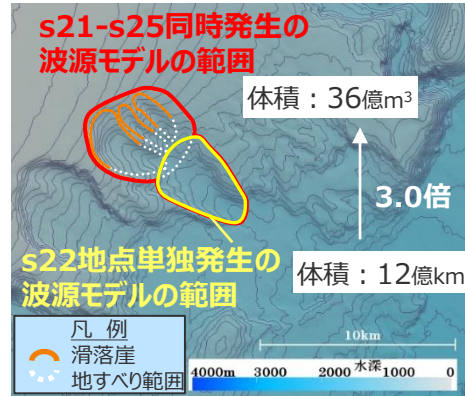 s21-s25同時発生の
波源モデルの範囲
体積：36億m³
3.0倍
s22地点単独発生の
波源モデルの範囲
体積：12億km
凡 例
滑落崖
地すべり範囲
10km
4000m 3000 2000 水深 1000 0